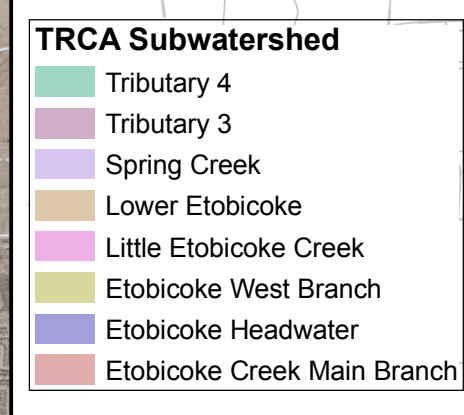 TRCA Subwatershed
Tributary 4
Tributary 3
Spring Creek
Lower Etobicoke
Little Etobicoke Creek
Etobicoke West Branch
Etobicoke Headwater
Etobicoke Creek Main Branch